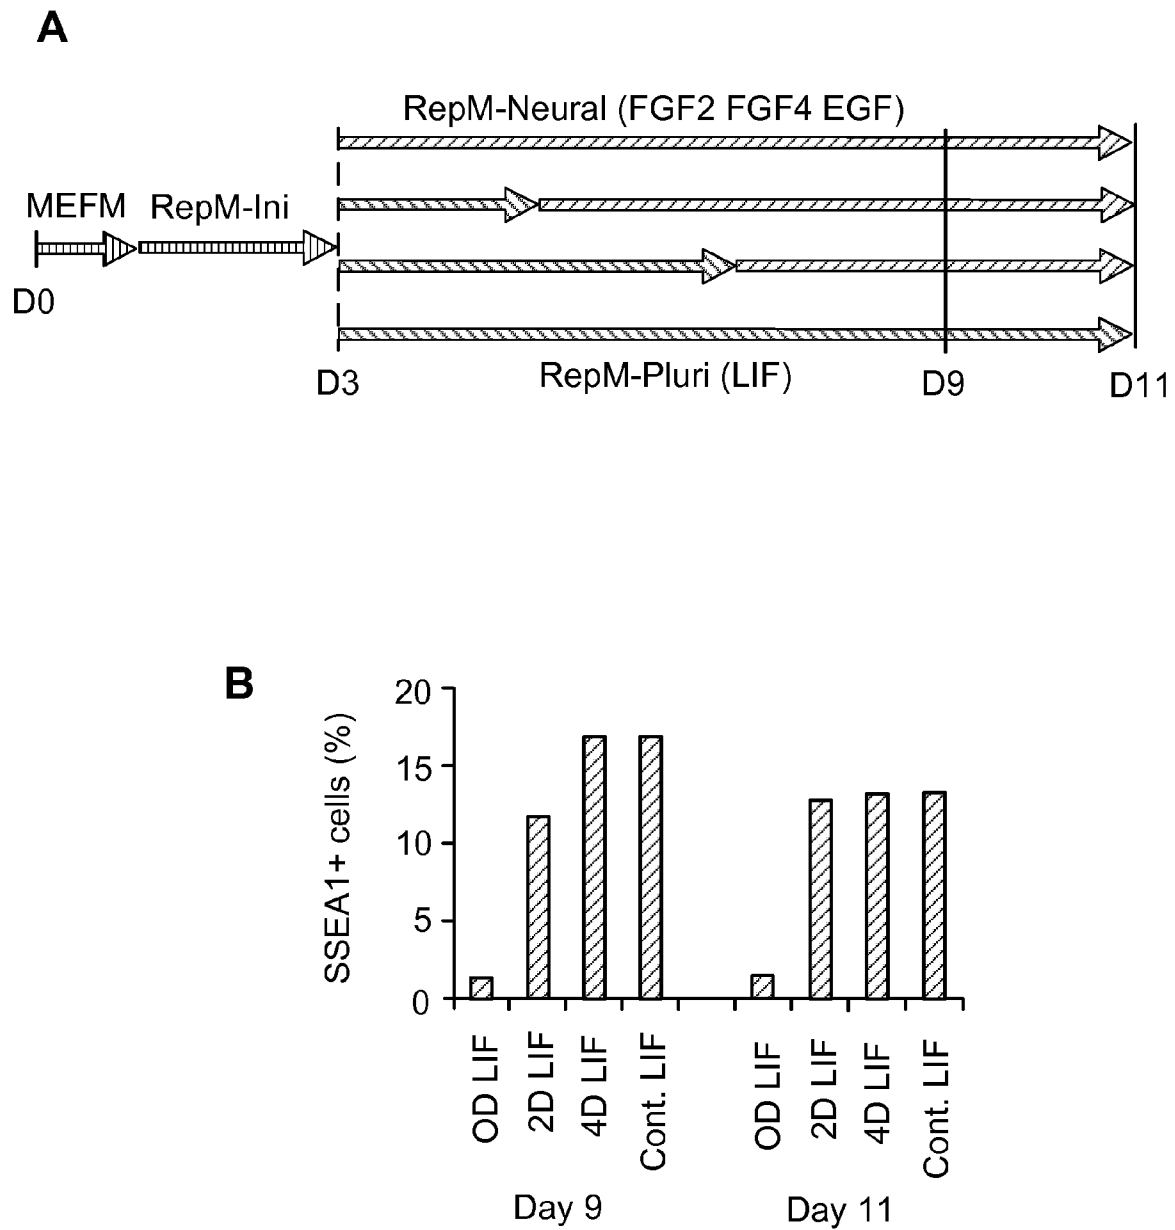 A
RepM-Neural (FGF2 FGF4 EGF)
MEFM RepM-Ini
D0
RepM-Pluri (LIF)
D3 D9 D11
B
SSEA1+ cells (%)
20
15
10
5
0
OD LIF
2D LIF
4D LIF
Cont. LIF
OD LIF
2D LIF
4D LIF
Cont. LIF
Day 9 Day 11